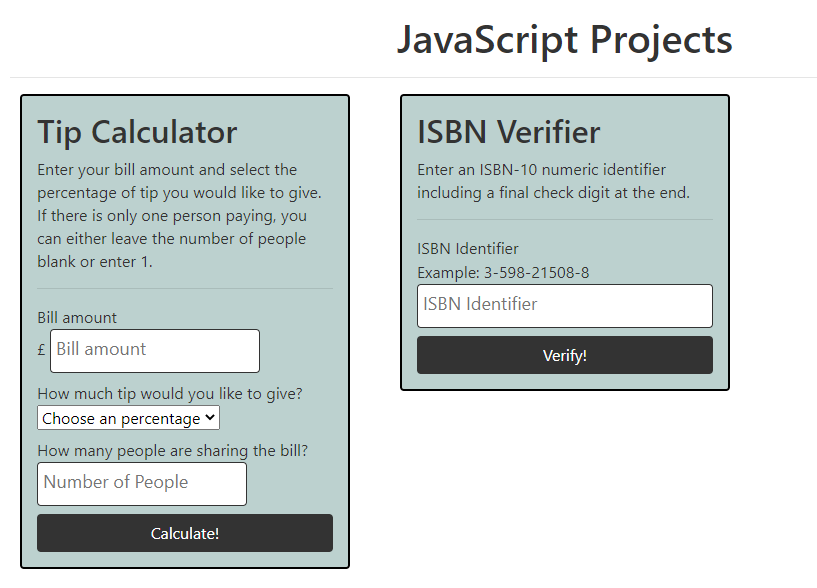 JavaScript Projects
Tip Calculator
Enter your bill amount and select the
percentage of tip you would like to give.
If there is only one person paying, you
can either leave the number of people
blank or enter 1.
Bill amount
£ Bill amount
How much tip would you like to give?
Choose an percentage
How many people are sharing the bill?
Number of People
Calculate!
ISBN Verifier
Enter an ISBN-10 numeric identifier
including a final check digit at the end.
ISBN Identifier
Example: 3-598-21508-8
ISBN Identifier
Verify!